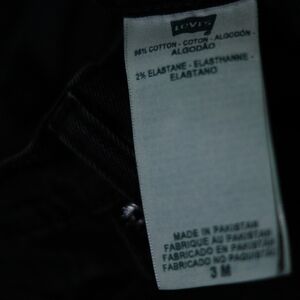 LEVI'S
98% COTTON - COTON - ALGODÓN -
ALGODÃO
2% ELASTANE - ELASTHANNE -
ELASTANO
MADE IN PAKISTAN
FABRIQUE AU PAKISTAN
FABRICADO EN PAKISTAN
FABRICADO NO PAQUISTÃO
3 M